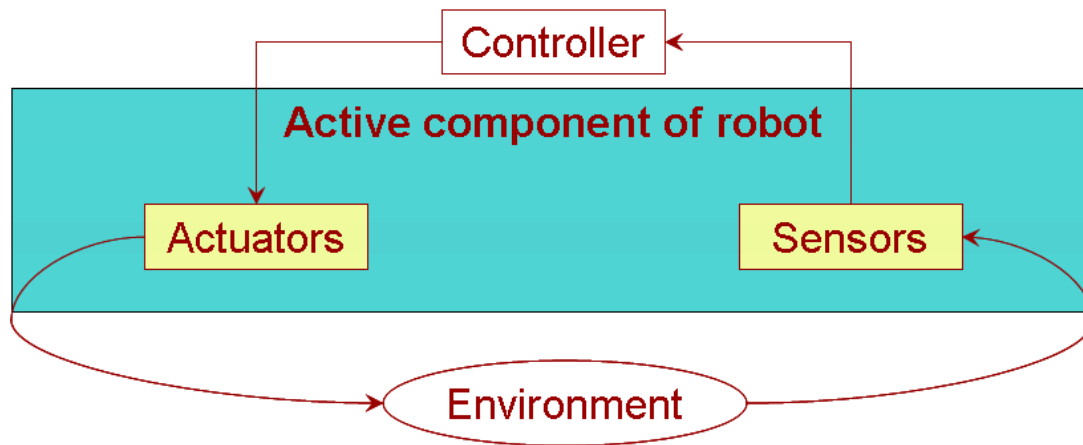 Controller
Active component of robot
Actuators
Sensors
Environment